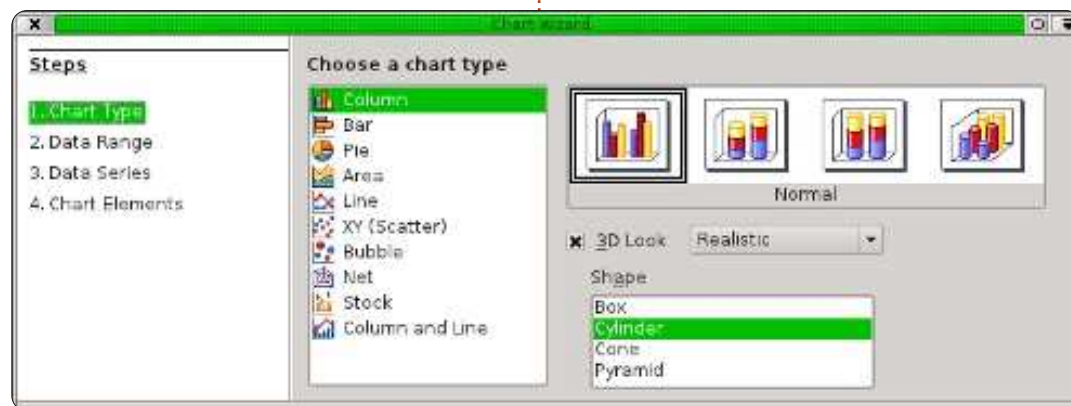 Chart Wizard
Steps
1. Chart Type
2. Data Range
3. Data Series
4. Chart Elements
Choose a chart type
Column
Bar
Pie
Area
Line
XY (Scatter)
Bubble
Net
Stock
Column and Line
Normal
3D Look Realistic
Shape
Box
Cylinder
Cone
Pyramid